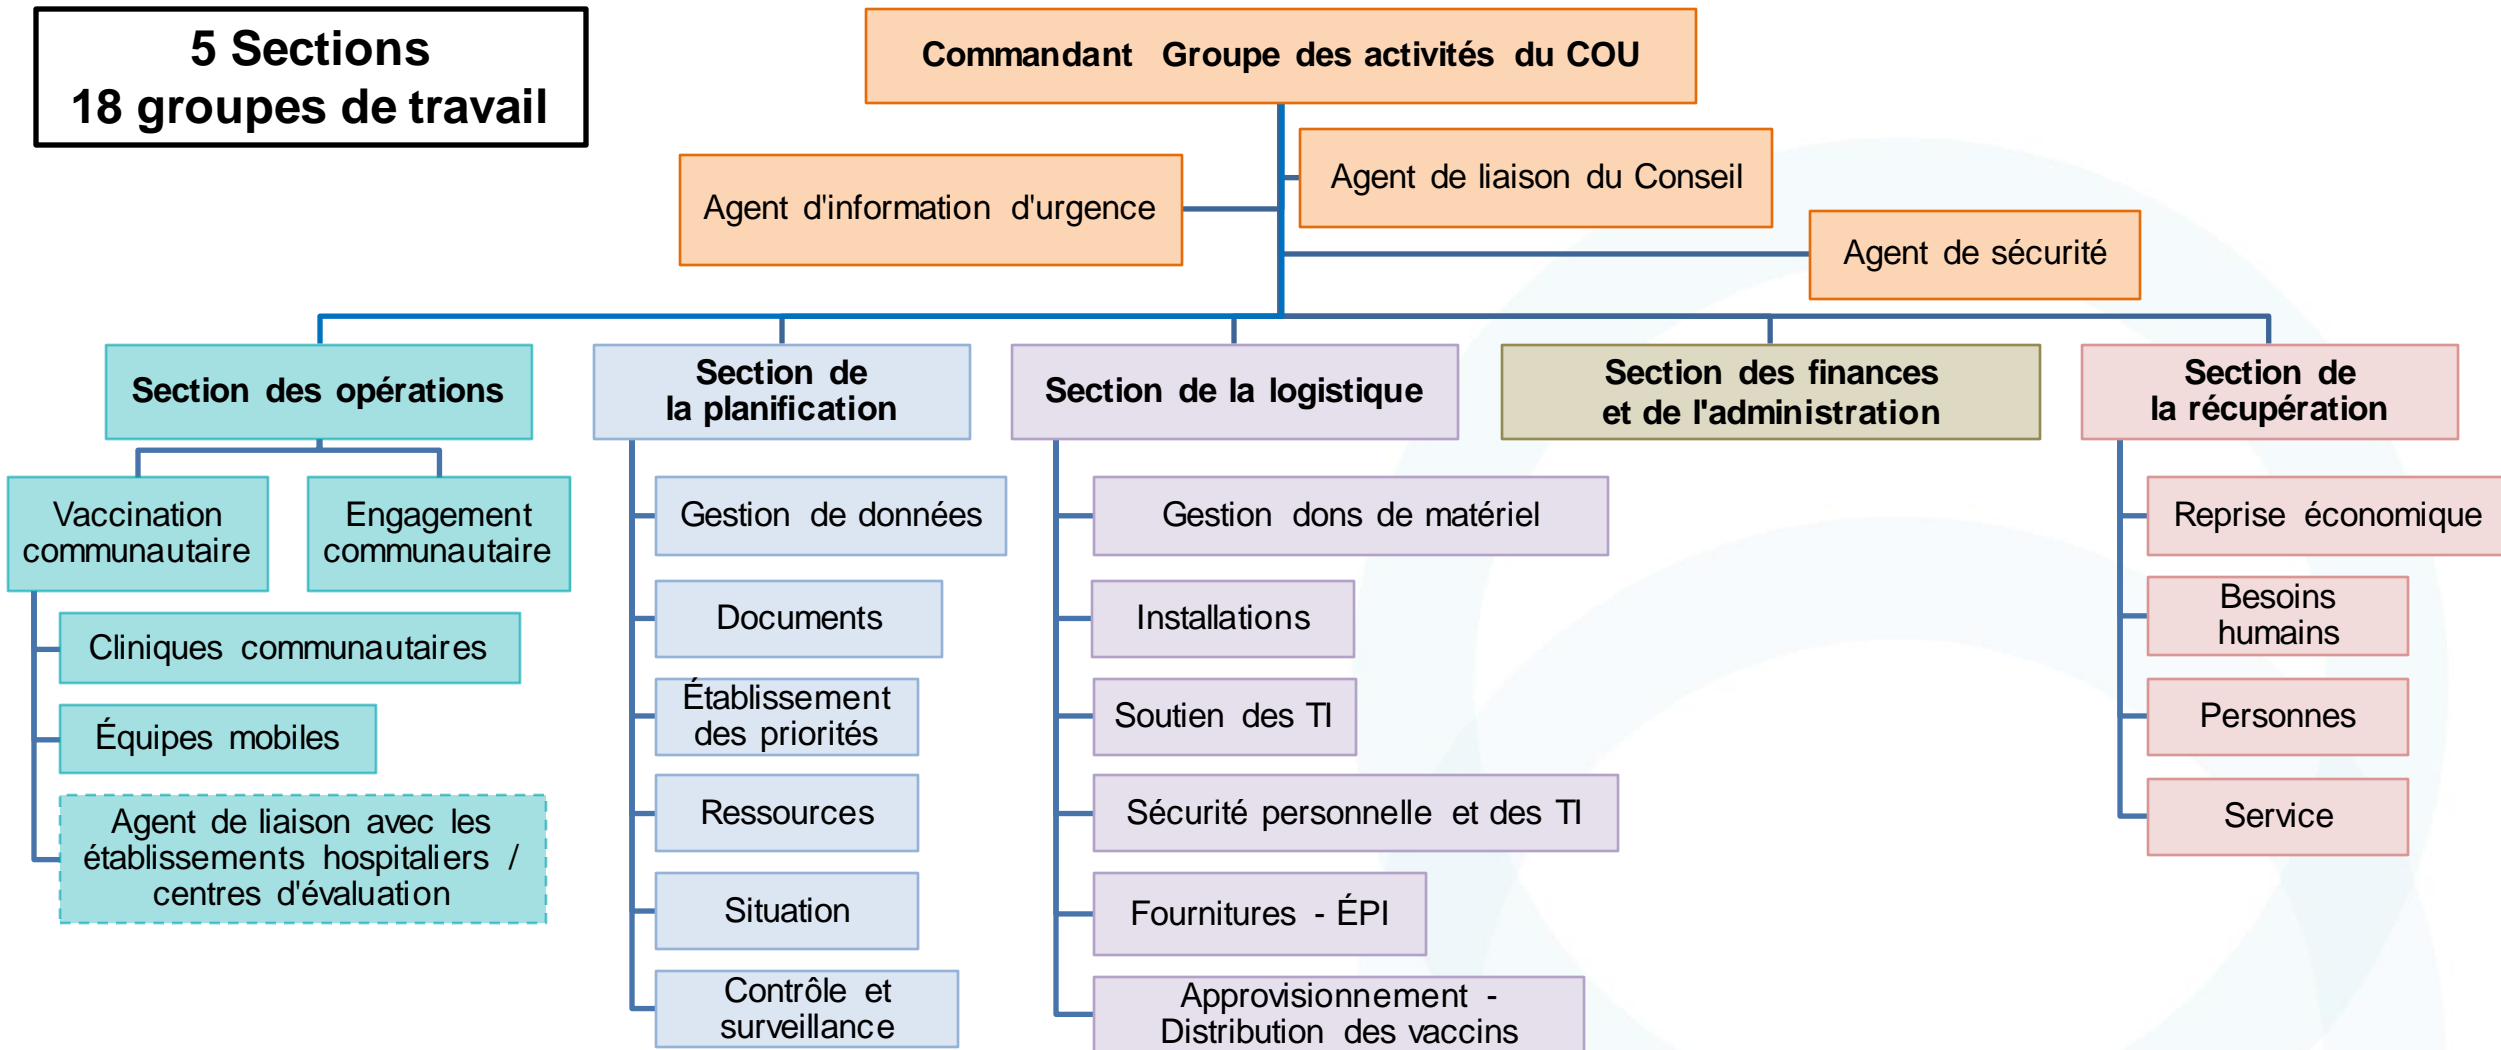 5 Sections
18 groupes de travail
Commandant Groupe des activités du COU
Agent de liaison du Conseil
Agent d'information d'urgence
Agent de sécurité
Section des opérations
Vaccination
communautaire
Engagement
communautaire
Cliniques communautaires
Équipes mobiles
Agent de liaison avec les
établissements hospitaliers /
centres d'évaluation
Section de
la planification
Gestion de données
Documents
Établissement
des priorités
Ressources
Situation
Contrôle et
surveillance
Section de la logistique
Gestion dons de matériel
Installations
Soutien des TI
Sécurité personnelle et des TI
Fournitures - ÉPI
Approvisionnement -
Distribution des vaccins
Section des finances
et de l'administration
Section de
la récupération
Reprise économique
Besoins
humains
Personnes
Service